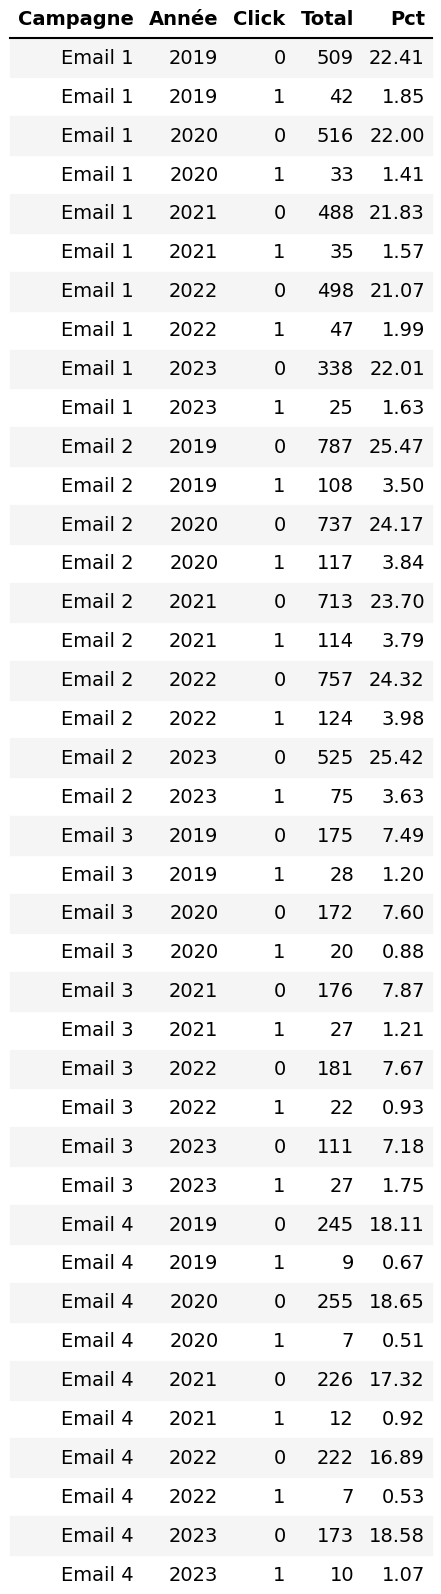 Campagne Année Click Total Pct
Email 1 2019 0 509 22.41
Email 1 2019 1 42 1.85
Email 1 2020 0 516 22.00
Email 1 2020 1 33 1.41
Email 1 2021 0 488 21.83
Email 1 2021 1 35 1.57
Email 1 2022 0 498 21.07
Email 1 2022 1 47 1.99
Email 1 2023 0 338 22.01
Email 1 2023 1 25 1.63
Email 2 2019 0 787 25.47
Email 2 2019 1 108 3.50
Email 2 2020 0 737 24.17
Email 2 2020 1 117 3.84
Email 2 2021 0 713 23.70
Email 2 2021 1 114 3.79
Email 2 2022 0 757 24.32
Email 2 2022 1 124 3.98
Email 2 2023 0 525 25.42
Email 2 2023 1 75 3.63
Email 3 2019 0 175 7.49
Email 3 2019 1 28 1.20
Email 3 2020 0 172 7.60
Email 3 2020 1 20 0.88
Email 3 2021 0 176 7.87
Email 3 2021 1 27 1.21
Email 3 2022 0 181 7.67
Email 3 2022 1 22 0.93
Email 3 2023 0 111 7.18
Email 3 2023 1 27 1.75
Email 4 2019 0 245 18.11
Email 4 2019 1 9 0.67
Email 4 2020 0 255 18.65
Email 4 2020 1 7 0.51
Email 4 2021 0 226 17.32
Email 4 2021 1 12 0.92
Email 4 2022 0 222 16.89
Email 4 2022 1 7 0.53
Email 4 2023 0 173 18.58
Email 4 2023 1 10 1.07